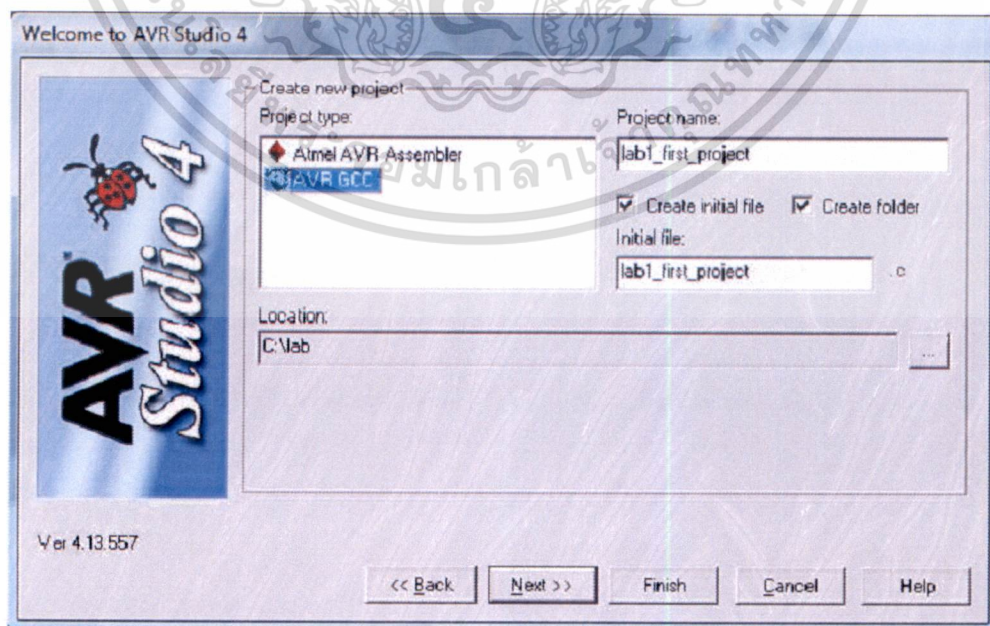 Welcome to AVR Studio 4
Create new project
Project type:
Atmel AVR Assembler
AVR GCC
Project name:
lab1_first_project
Create initial file
Create folder
Initial file:
lab1_first_project
.c
Location:
C:\lab
...
AVR
Studio 4
Ver 4.13.557
<< Back
Next >>
Finish
Cancel
Help